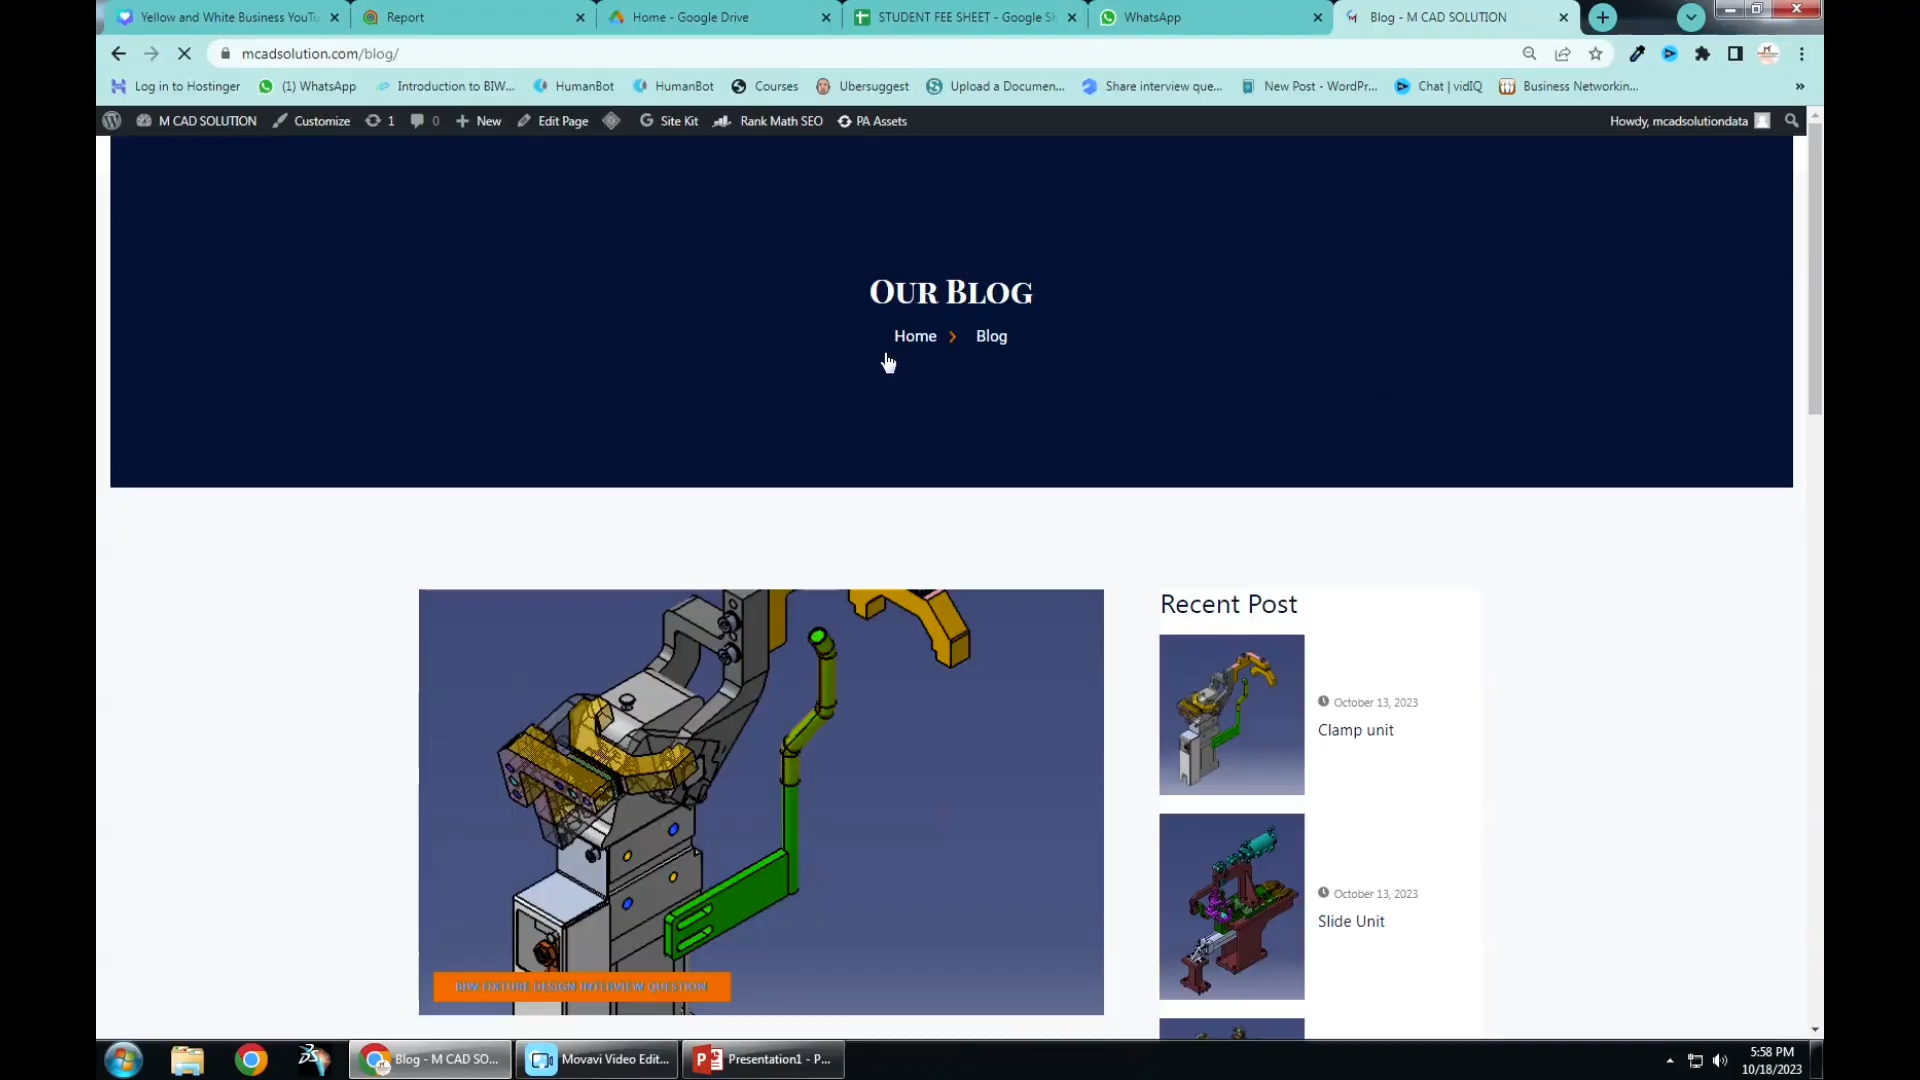 Yellow and White Business YouTu
Report
Home - Google Drive
STUDENT FEE SHEET - Google Sh
WhatsApp
Blog - M CAD SOLUTION
mcadsolution.com/blog/
Log in to Hostinger
(1) WhatsApp
Introduction to BIW...
HumanBot
HumanBot
Courses
Ubersuggest
Upload a Documen...
Share interview que...
New Post - WordPr...
Chat | vidIQ
Business Networkin...
»
M CAD SOLUTION
Customize
1
0
New
Edit Page
Site Kit
Rank Math SEO
PA Assets
Howdy, mcadsolutiondata
Our Blog
Home
Blog
Recent Post
October 13, 2023
Clamp unit
October 13, 2023
Slide Unit
BIW FIXTURE DESIGN INTERVIEW QUESTION
Blog - M CAD SO...
Movavi Video Edit...
Presentation1 - P...
5:58 PM
10/18/2023